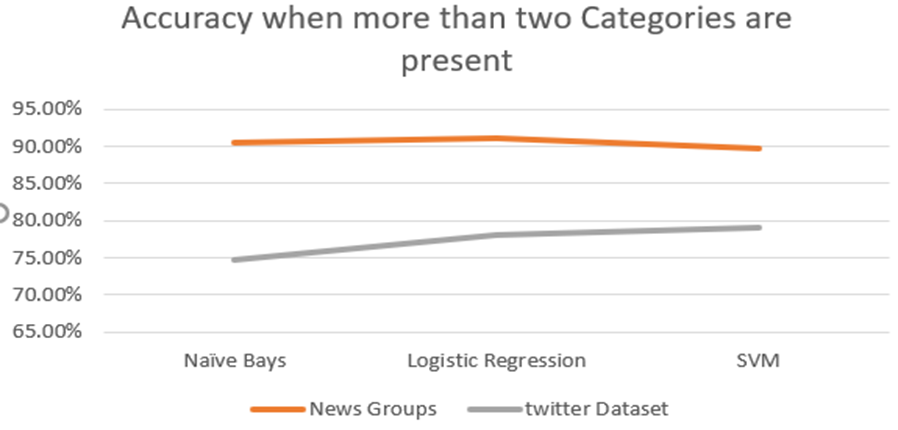 Accuracy when more than two Categories are
present
95.00%
90.00%
85.00%
80.00%
75.00%
70.00%
65.00%
Naïve Bays Logistic Regression SVM
News Groups twitter Dataset